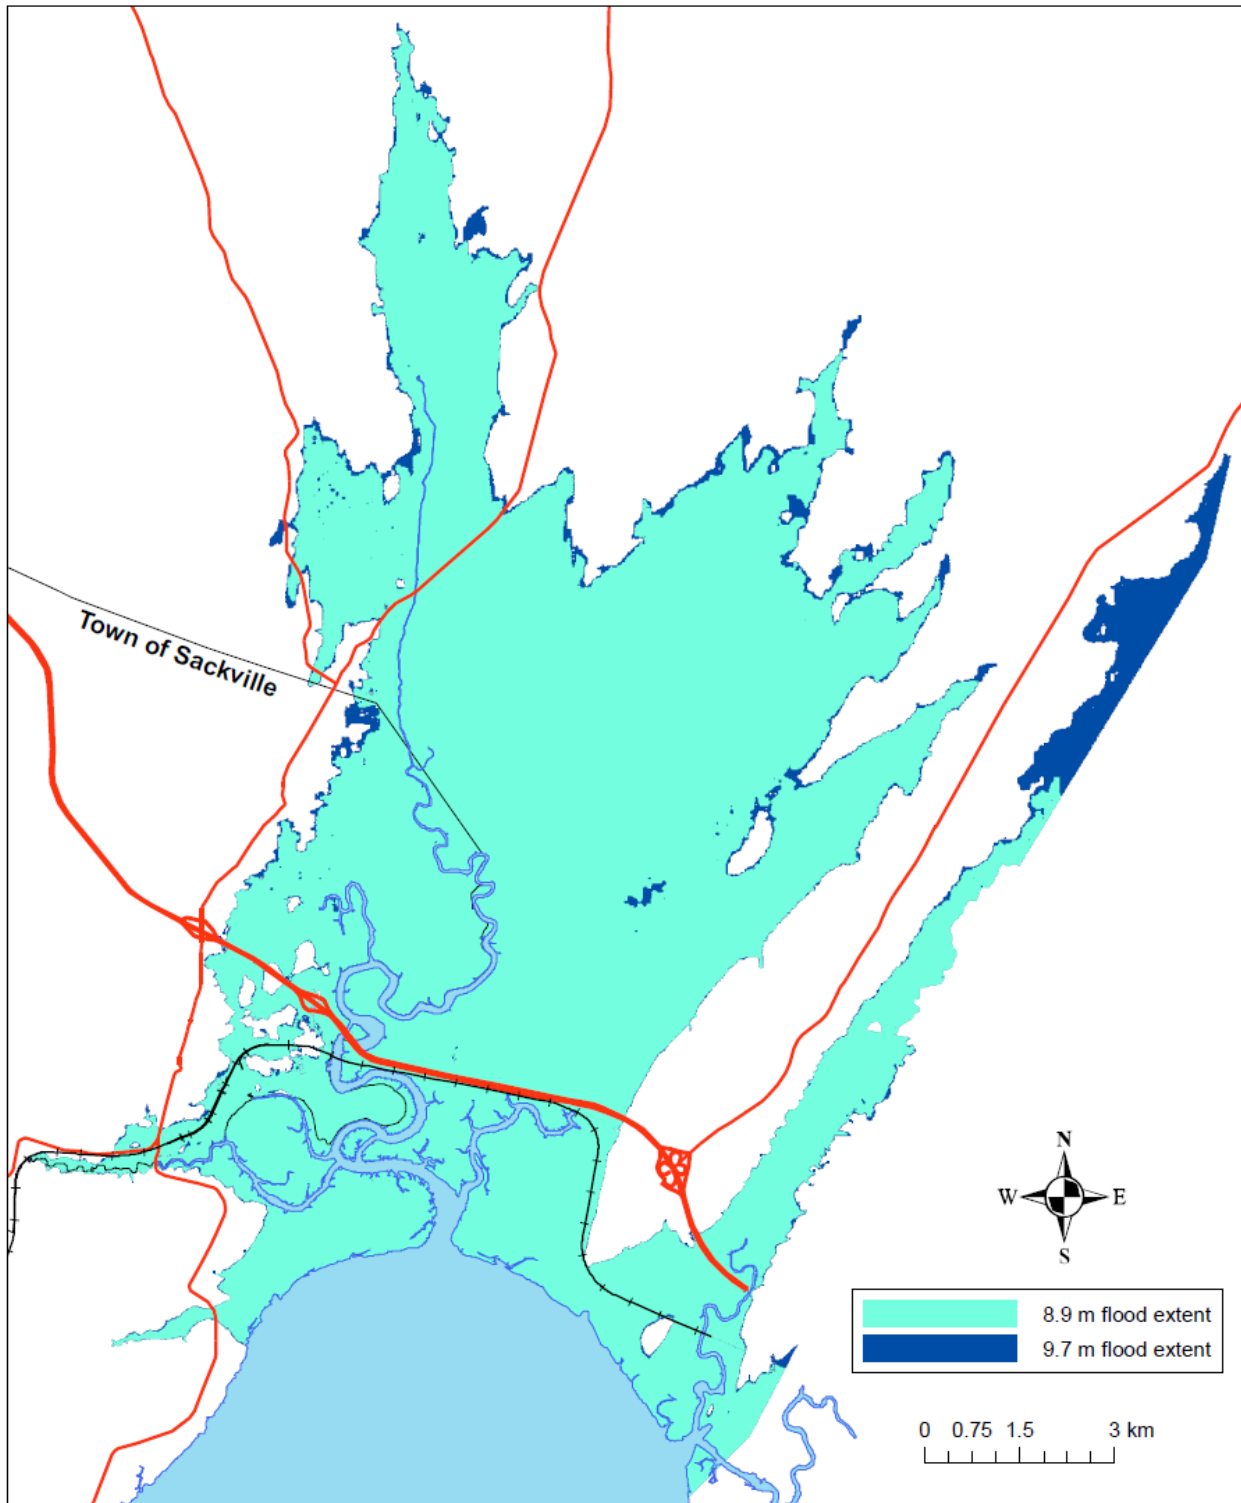 Town of Sackville
N
W E
S
8.9 m flood extent
9.7 m flood extent
0 0.75 1.5 3 km